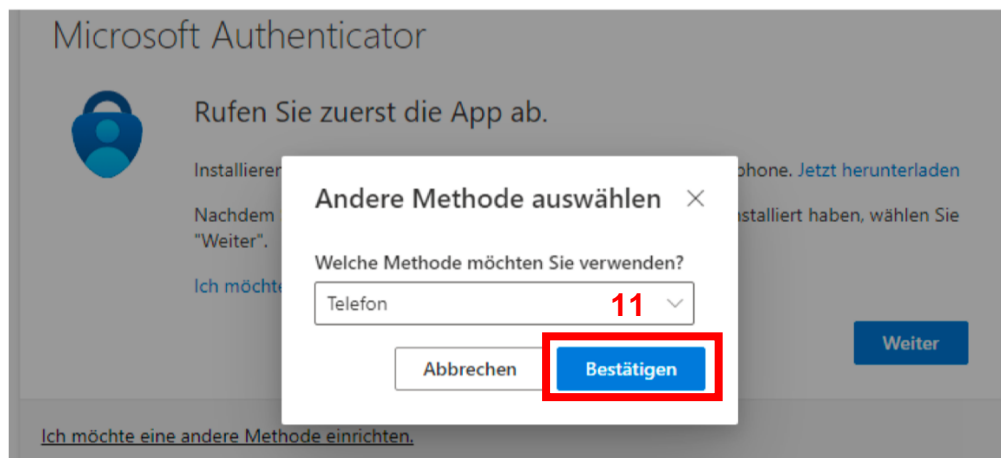 Microsoft Authenticator
Rufen Sie zuerst die App ab.
Installieren
phone. Jetzt herunterladen
Nachdem
installiert haben, wählen Sie
"Weiter".
Ich möchte
Andere Methode auswählen
Welche Methode möchten Sie verwenden?
Telefon
11
Abbrechen
Bestätigen
Weiter
Ich möchte eine andere Methode einrichten.